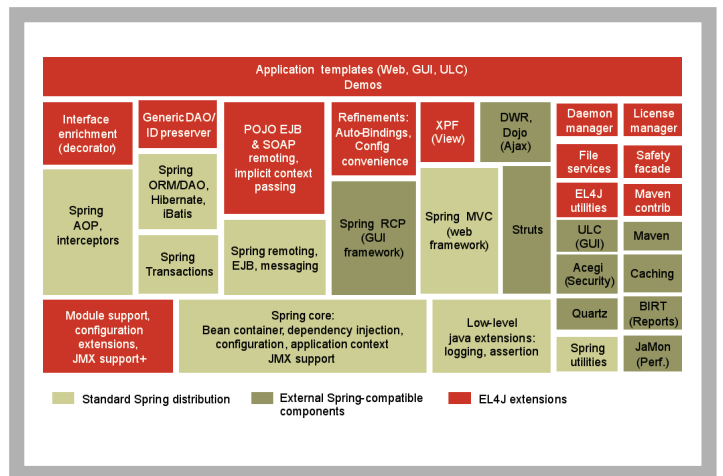 Application templates (Web, GUI, ULC)
Demos
Interface
enrichment
(decorator)
Generic DAO/
ID preserver
POJO EJB
& SOAP
remoting,
implicit context
passing
Refinements:
Auto-Bindings,
Config
convenience
XPF
(View)
DWR,
Dojo
(Ajax)
Daemon
manager
License
manager
Spring
AOP,
interceptors
Spring
ORM/DAO,
Hibernate,
iBatis
Spring
Transactions
Spring remoting,
EJB, messaging
Spring RCP
(GUI
framework)
Spring MVC
(web
framework)
Struts
File
services
Safety
facade
EL4J
utilities
Maven
contrib
ULC
(GUI)
Maven
Acegi
(Security)
Caching
Module support,
configuration
extensions,
JMX support+
Spring core:
Bean container, dependency injection,
configuration, application context
JMX support
Low-level
java extensions:
logging, assertion
Quartz
BIRT
(Reports)
Spring
utilities
JaMon
(Perf.)
Standard Spring distribution
External Spring-compatible
components
EL4J extensions